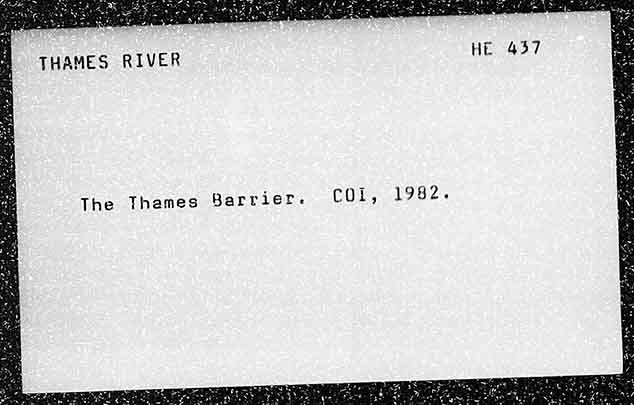 THAMES RIVER HE 437
The Thames Barrier. COI, 1982.